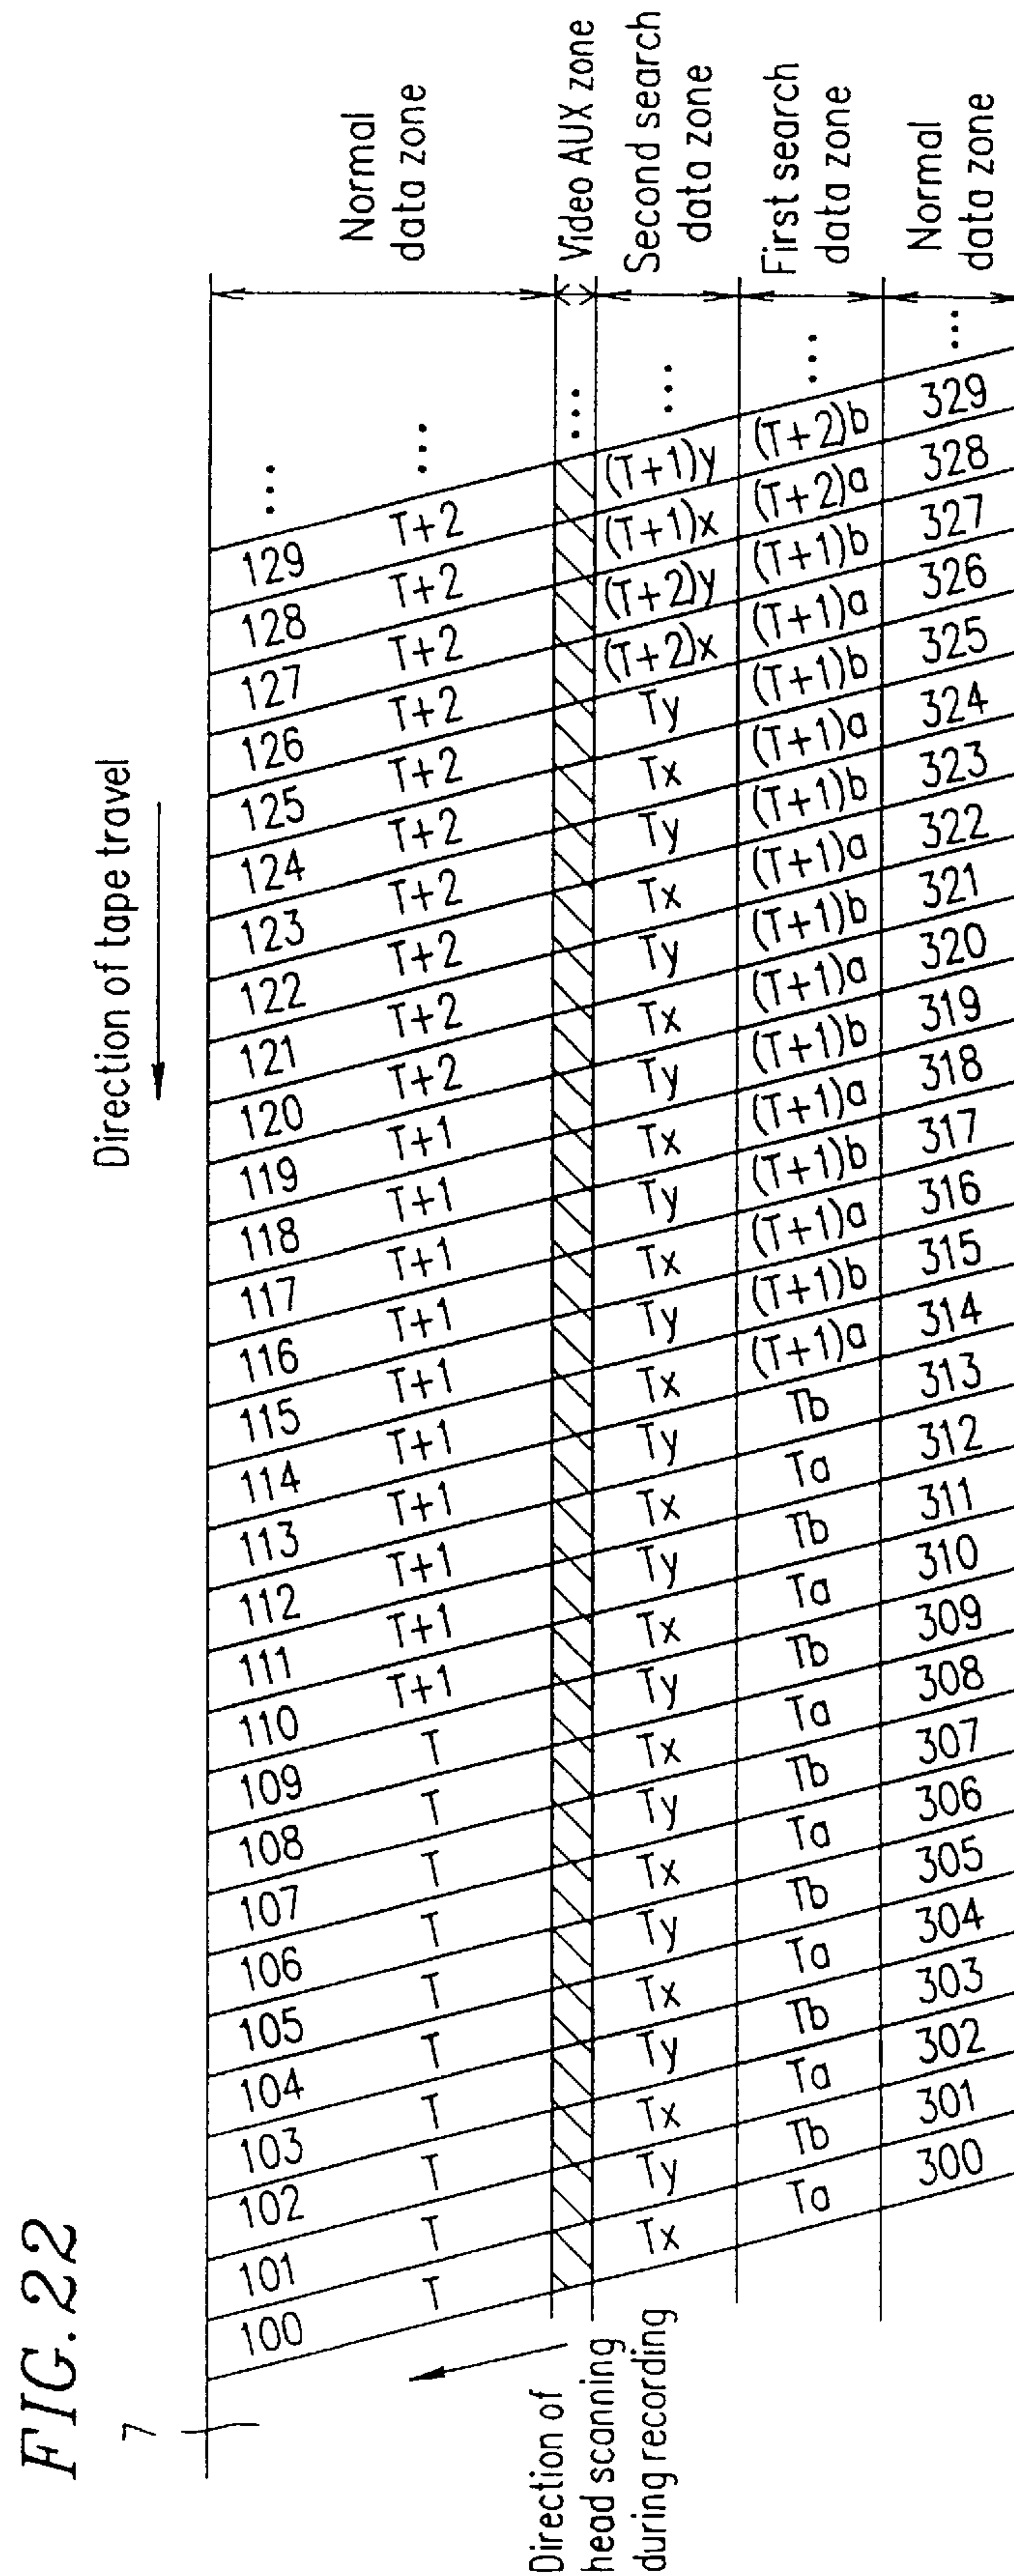 FIG. 22
7
Direction of tape travel
100 101 102 103 104 105 106 107 108 109 110 111 112 113 114 115 116 117 118 119 120 121 122 123 124 125 126 127 128 129 ...
T T T T T T T T T T T+1 T+1 T+1 T+1 T+1 T+1 T+1 T+1 T+1 T+1 T+2 T+2 T+2 T+2 T+2 T+2 T+2 T+2 T+2 T+2 ...
Normal
data zone
... Video AUX zone
Direction of
head scanning
during recording
Tx Ty Tx Ty Tx Ty Tx Ty Tx Ty Tx Ty Tx Ty Tx Ty Tx Ty Tx Ty Tx Ty Tx Ty Tx Ty (T+2)x (T+2)y (T+1)x (T+1)y ...
Second search
data zone
Ta Tb Ta Tb Ta Tb Ta Tb Ta Tb Ta Tb Ta Tb (T+1)a (T+1)b (T+1)a (T+1)b (T+1)a (T+1)b (T+1)a (T+1)b (T+1)a (T+1)b (T+1)a (T+1)b (T+1)a (T+1)b (T+2)a (T+2)b ...
First search
data zone
300 301 302 303 304 305 306 307 308 309 310 311 312 313 314 315 316 317 318 319 320 321 322 323 324 325 326 327 328 329 ...
Normal
data zone